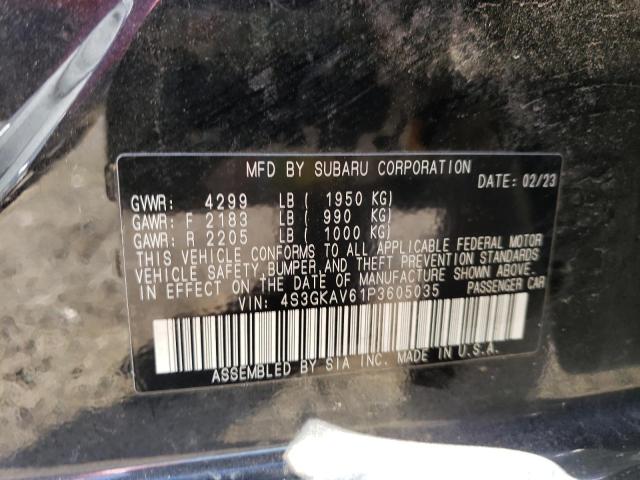 MFD BY SUBARU CORPORATION
DATE: 02/23
GVWR: 4299 LB ( 1950 KG)
GAWR: F 2183 LB ( 990 KG)
GAWR: R 2205 LB ( 1000 KG)
THIS VEHICLE CONFORMS TO ALL APPLICABLE FEDERAL MOTOR
VEHICLE SAFETY, BUMPER, AND THEFT PREVENTION STANDARDS
IN EFFECT ON THE DATE OF MANUFACTURE SHOWN ABOVE.
VIN: 4S3GKAV61P3605035 PASSENGER CAR
ASSEMBLED BY SIA INC. MADE IN U.S.A.